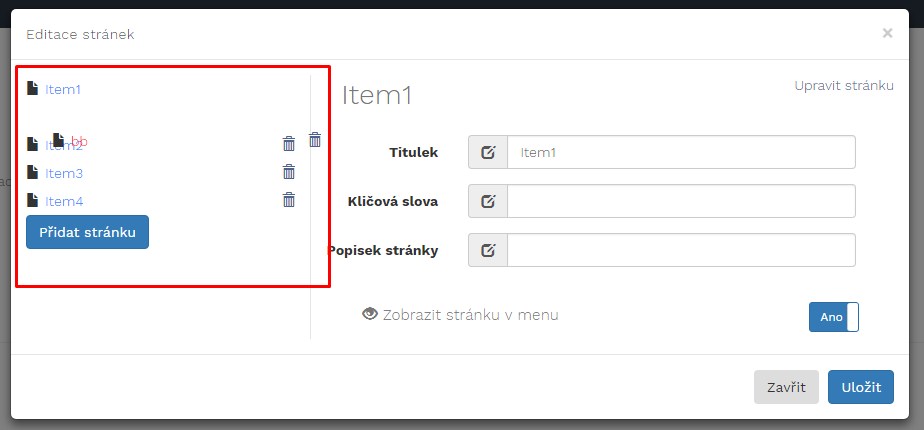 Editace stránek
×
Item1
bb
Item2
Item3
Item4
Přidat stránku
Item1
Upravit stránku
Titulek
Item1
Kličová slova
Popisek stránky
Zobrazit stránku v menu
Ano
Zavřít
Uložit